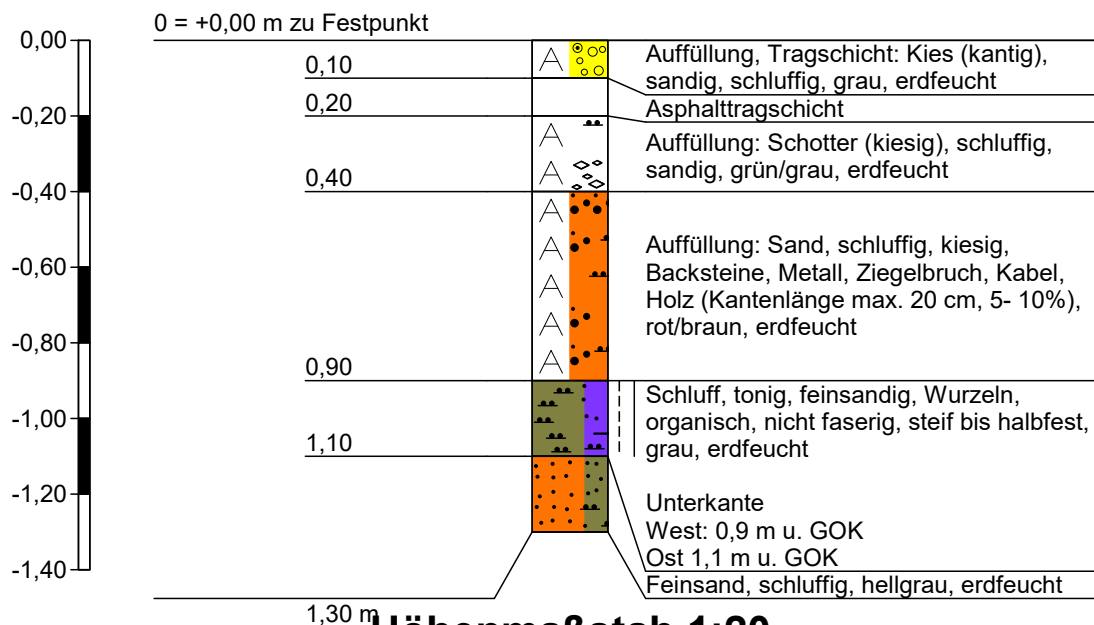 0 = +0,00 m zu Festpunkt
0,00
0,10
A
Auffüllung, Tragschicht: Kies (kantig),
sandig, schluffig, grau, erdfeucht
0,20
-0,20
Asphalttragschicht
A
A
Auffüllung: Schotter (kiesig), schluffig,
sandig, grün/grau, erdfeucht
0,40
-0,40
A
A
A
A
A
Auffüllung: Sand, schluffig, kiesig,
Backsteine, Metall, Ziegelbruch, Kabel,
Holz (Kantenlänge max. 20 cm, 5- 10%),
rot/braun, erdfeucht
-0,60
-0,80
0,90
-1,00
Schluff, tonig, feinsandig, Wurzeln,
organisch, nicht faserig, steif bis halbfest,
grau, erdfeucht
1,10
-1,20
Unterkante
West: 0,9 m u. GOK
Ost 1,1 m u. GOK
-1,40
Feinsand, schluffig, hellgrau, erdfeucht
1,30 m
Höhenmaßstab 1:20